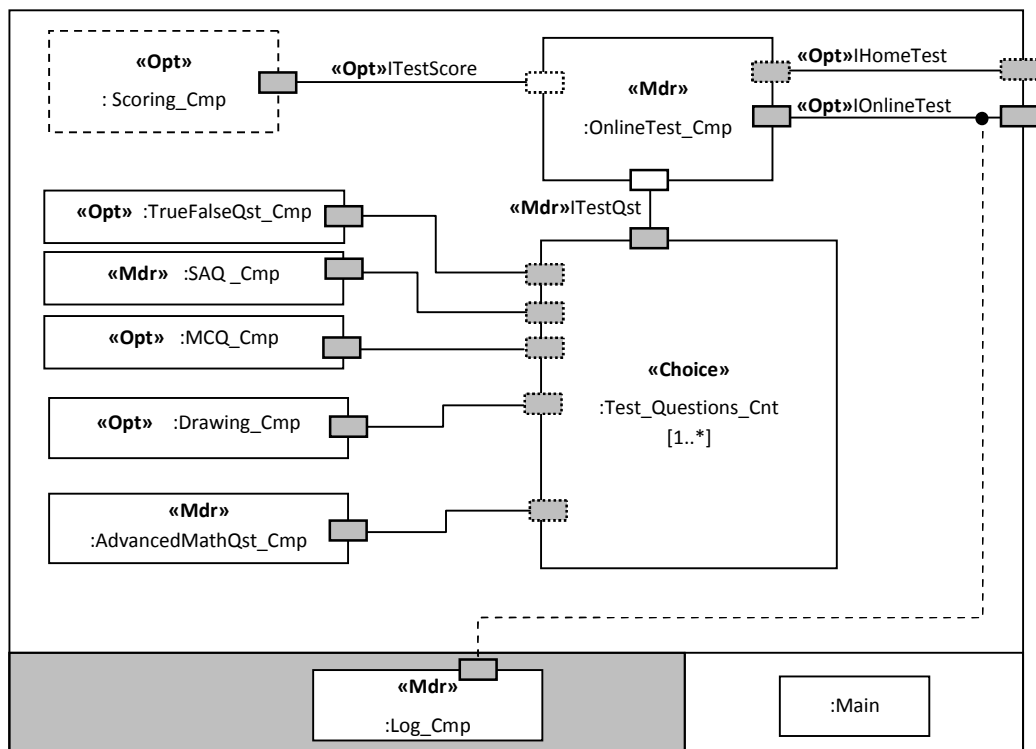 «Opt»
: Scoring_Cmp
«Opt»ITestScore
«Mdr»
:OnlineTest_Cmp
«Opt»IHomeTest
«Opt»IOnlineTest
«Mdr»ITestQst
«Opt» :TrueFalseQst_Cmp
«Mdr» :SAQ _Cmp
«Opt» :MCQ_Cmp
«Opt» :Drawing_Cmp
«Mdr»
:AdvancedMathQst_Cmp
«Choice»
:Test_Questions_Cnt
[1..*]
«Mdr»
:Log_Cmp
:Main